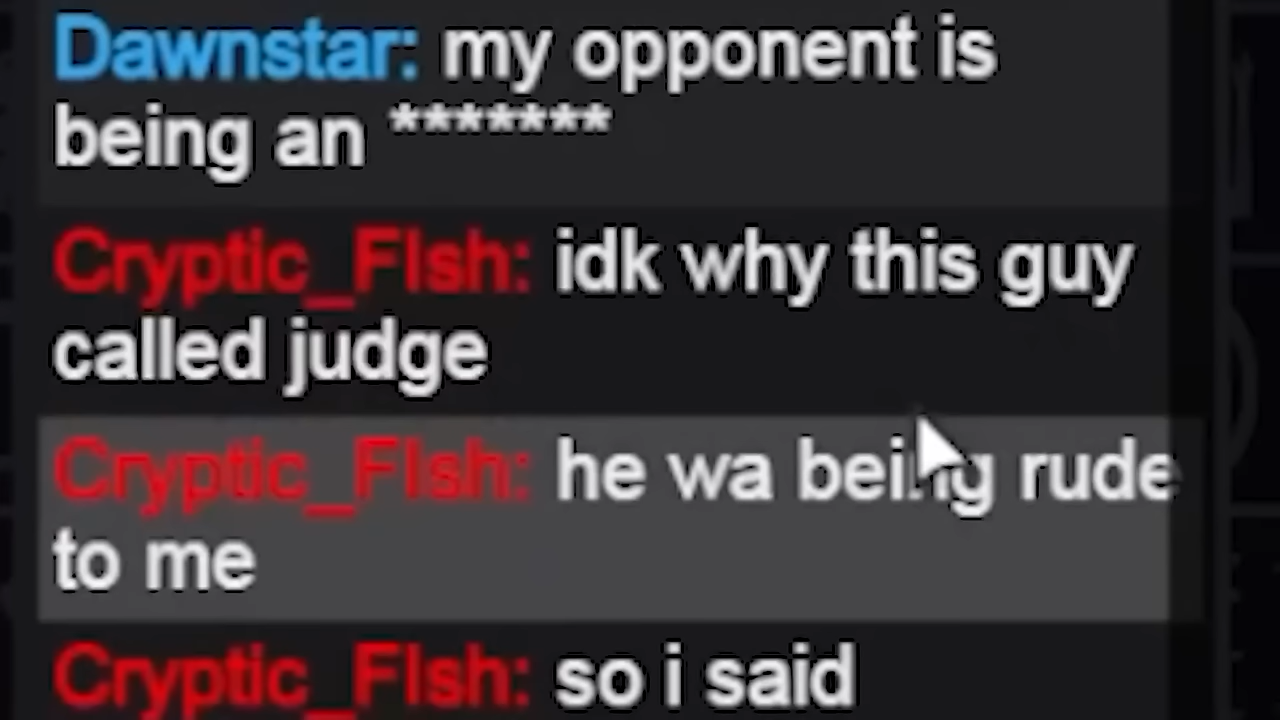 Dawnstar: my opponent is
being an *******
Cryptic_FIsh: idk why this guy
called judge
Cryptic_FIsh: he wa being rude
to me
Cryptic_FIsh: so i said